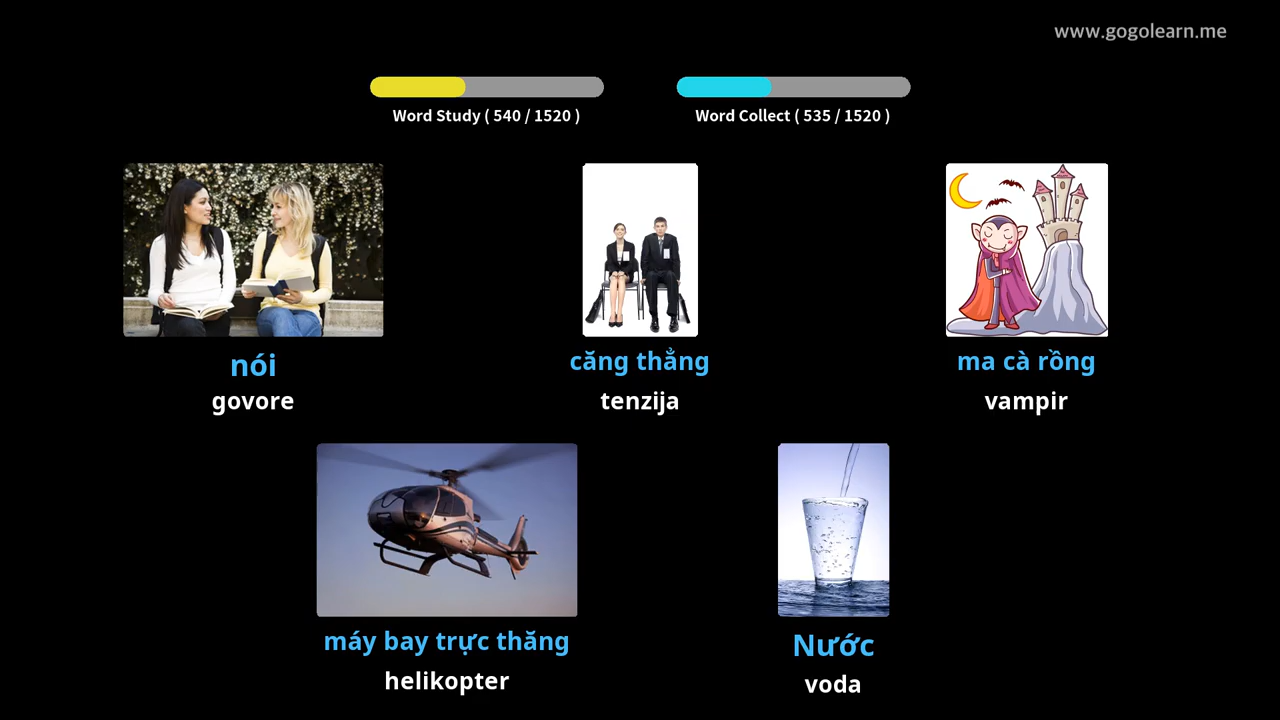 www.gogolearn.me
Word Study ( 540 / 1520 )
Word Collect ( 535 / 1520 )
nói
govore
căng thẳng
tenzija
ma cà rồng
vampir
máy bay trực thăng
helikopter
Nước
voda